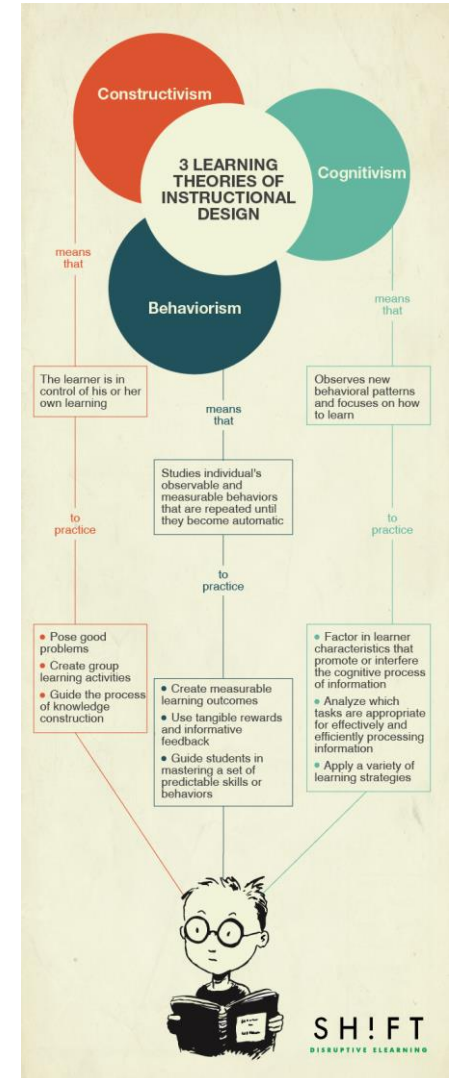 Constructivism
3 LEARNING
THEORIES OF
INSTRUCTIONAL
DESIGN
Cognitivism
Behaviorism
means
that
The learner is in
control of his or her
own learning
to
practice
• Pose good
problems
• Create group
learning activities
• Guide the process
of knowledge
construction
means
that
Studies individual's
observable and
measurable behaviors
that are repeated until
they become automatic
to
practice
• Create measurable
learning outcomes
• Use tangible rewards
and informative
feedback
• Guide students in
mastering a set of
predictable skills or
behaviors
means
that
Observes new
behavioral patterns
and focuses on how
to learn
to
practice
• Factor in learner
characteristics that
promote or interfere
the cognitive process
of information
• Analyze which
tasks are appropriate
for effectively and
efficiently processing
information
• Apply a variety of
learning strategies
SH!FT
DISRUPTIVE ELEARNING